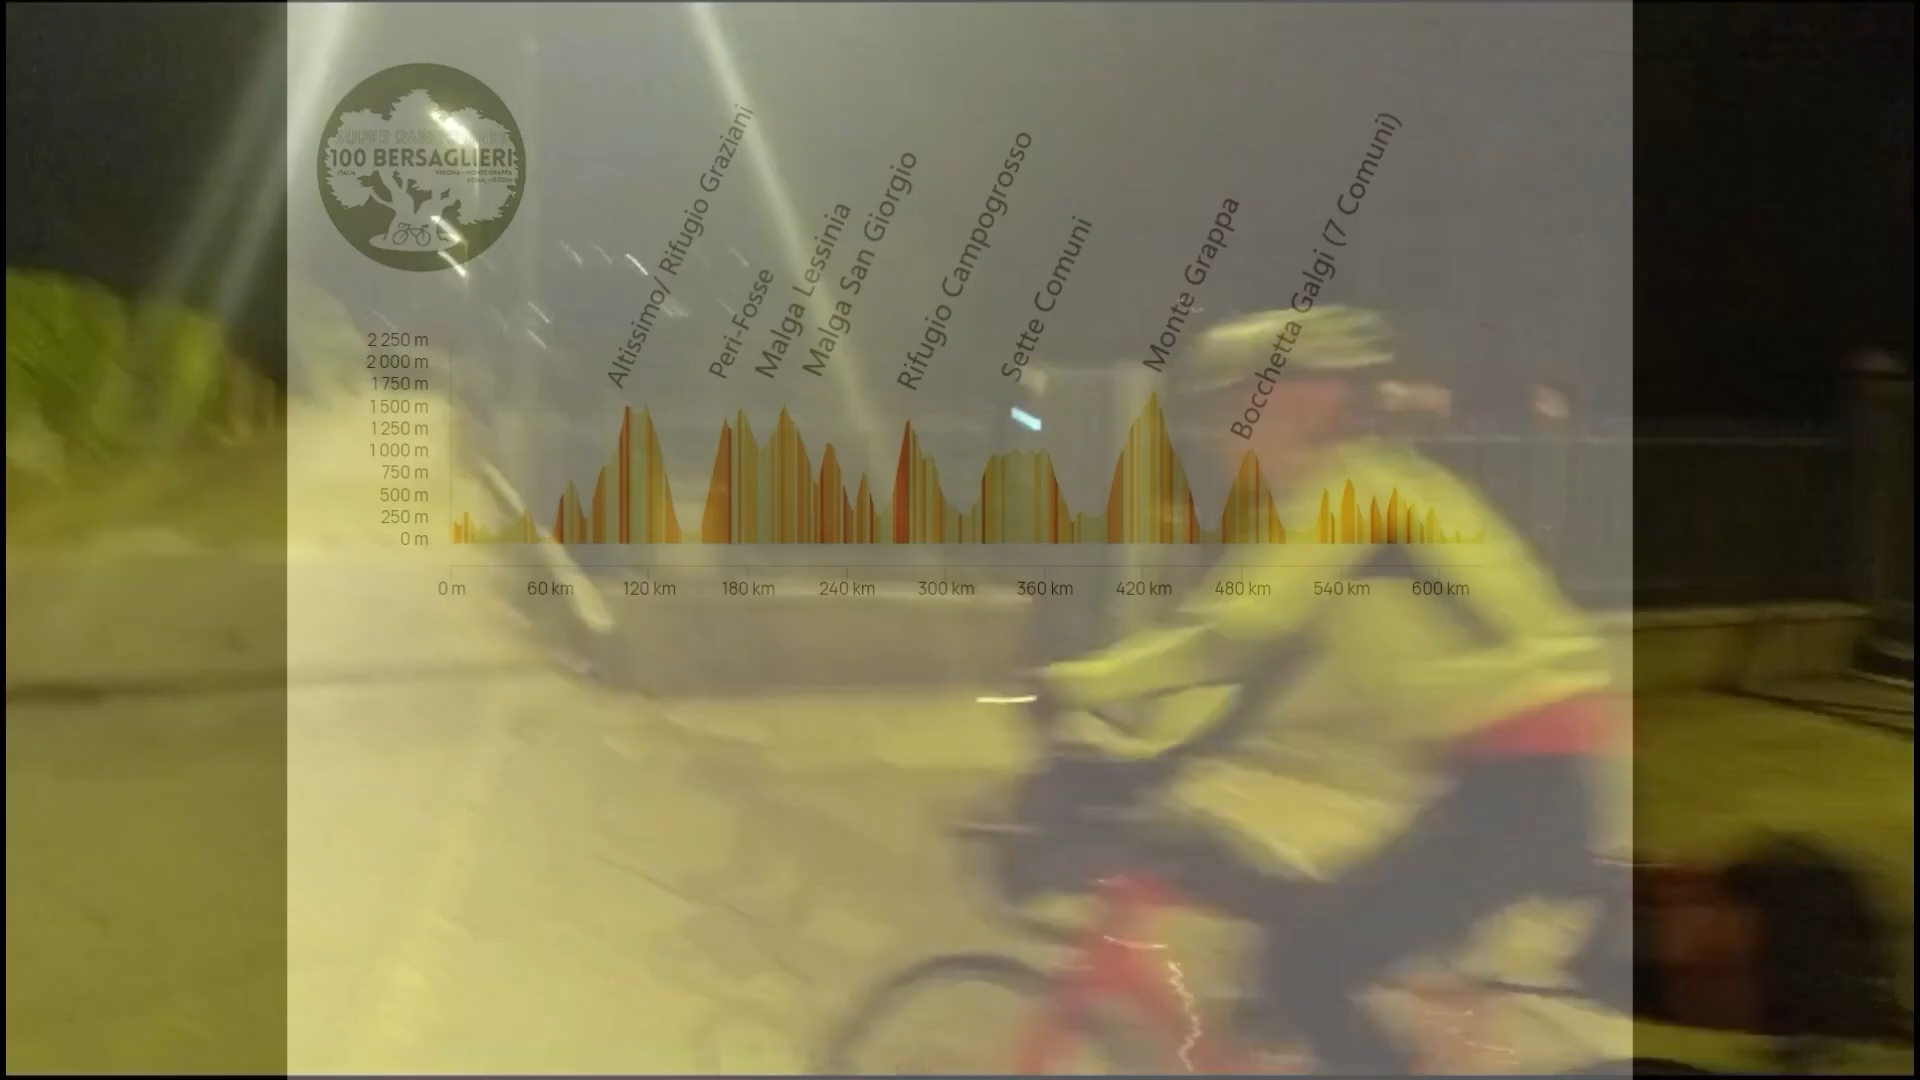 SUPER RANDONNÉE
100 BERSAGLIERI
ITALIA
VERONA - MONTE GRAPPA
Altissimo/ Rifugio Graziani
Peri-Fosse
Malga Lessinia
Malga San Giorgio
Rifugio Campogrosso
Sette Comuni
Monte Grappa
Bocchetta Galgi (7 Comuni)
2 250 m
2 000 m
1 750 m
1 500 m
1 250 m
1 000 m
750 m
500 m
250 m
0 m
0 m 60 km 120 km 180 km 240 km 300 km 360 km 420 km 480 km 540 km 600 km